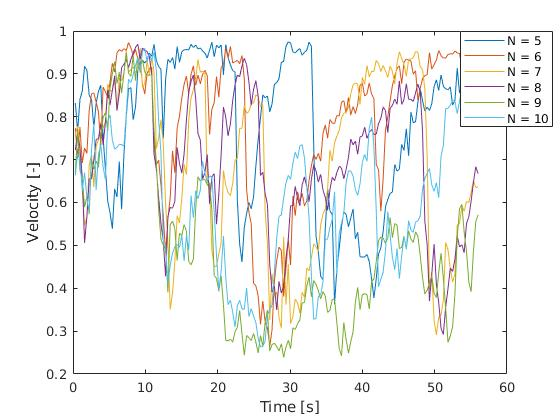 1
0.9
0.8
0.7
0.6
0.5
0.4
0.3
0.2
Velocity [-]
0 10 20 30 40 50 60
Time [s]
N = 5
N = 6
N = 7
N = 8
N = 9
N = 10